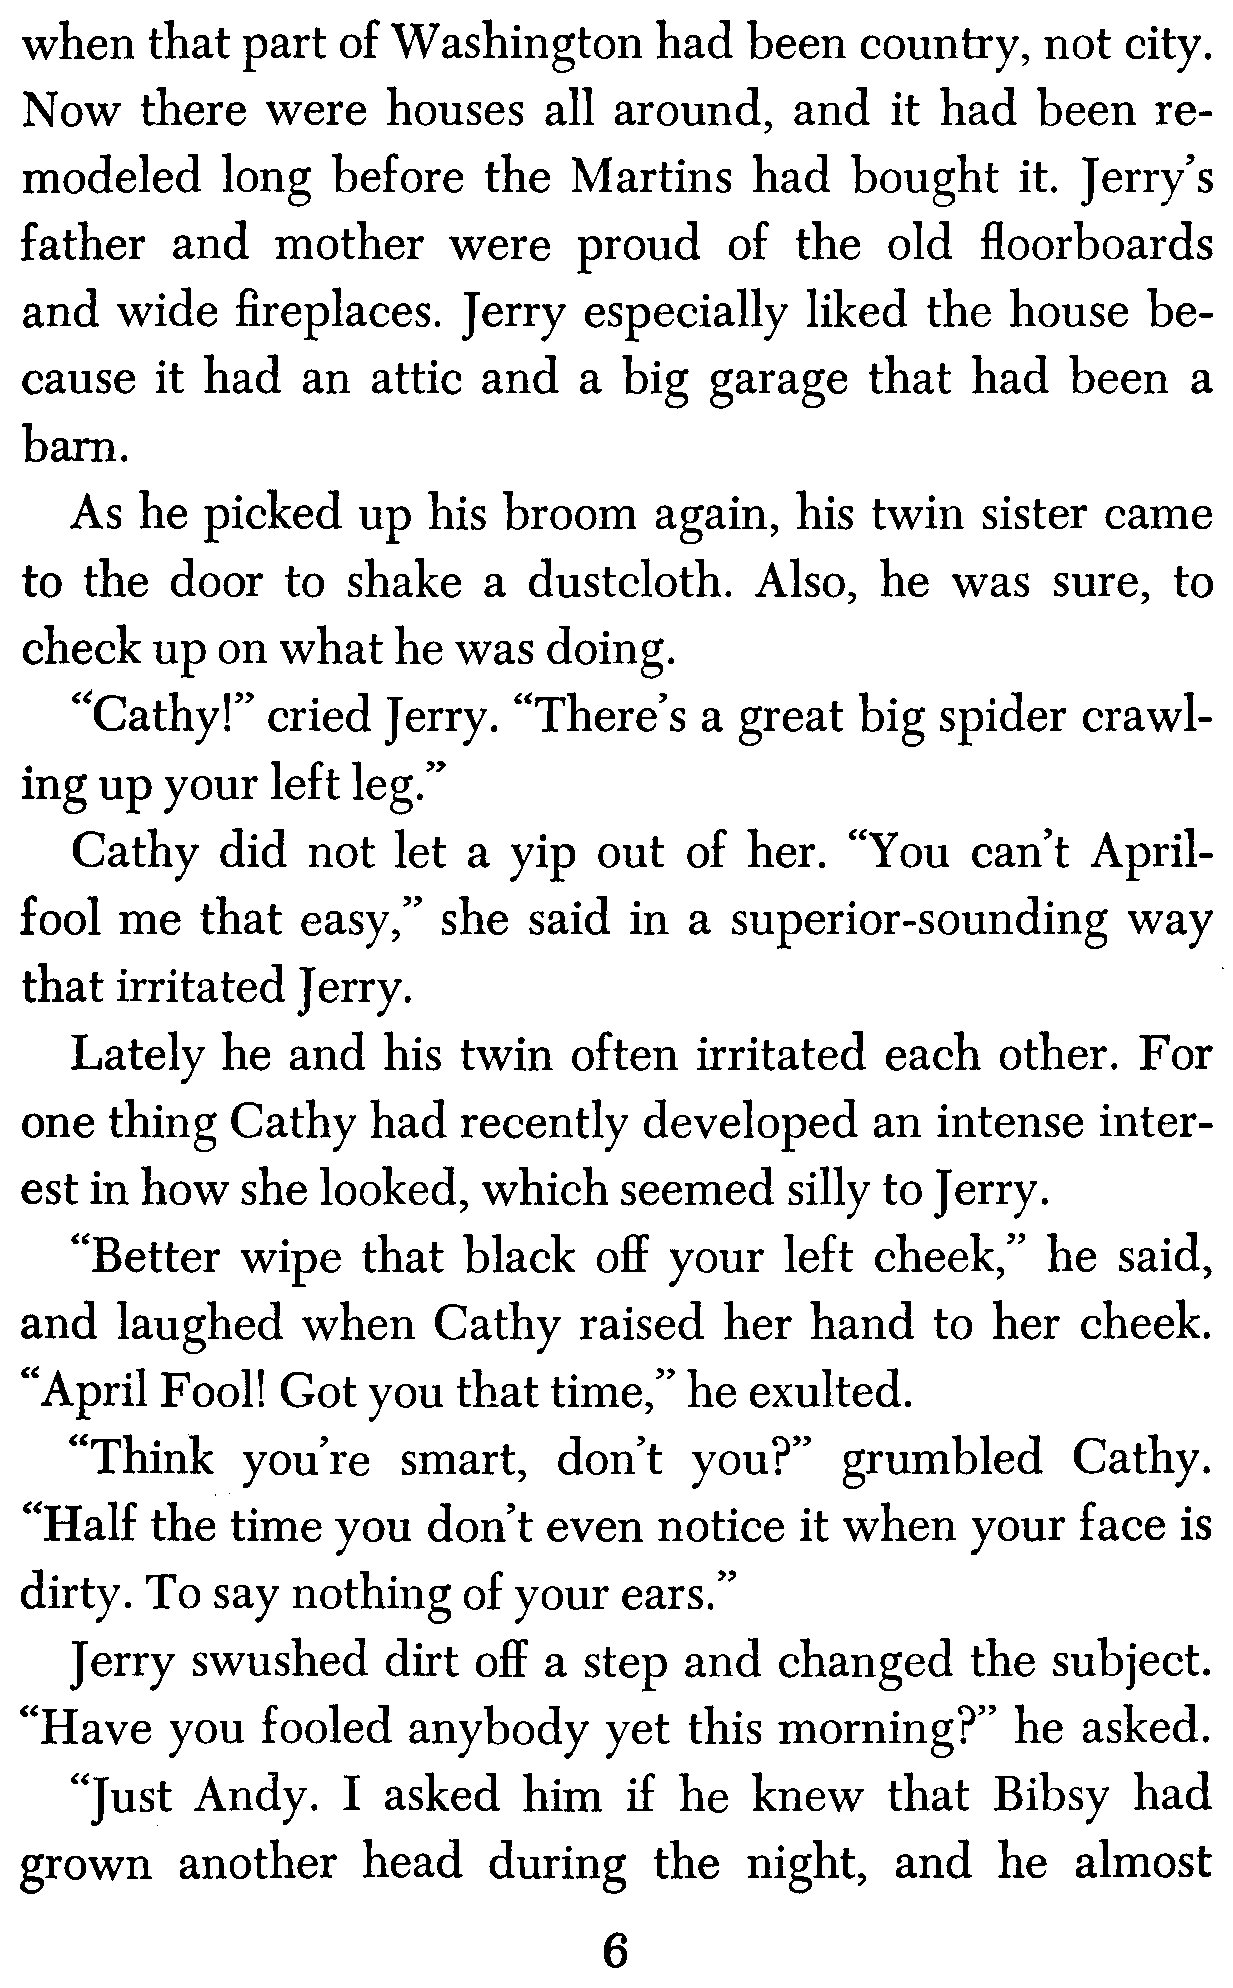 when that part of Washington had been country, not city.
Now there were houses all around, and it had been re-
modeled long before the Martins had bought it. Jerry's
father and mother were proud of the old floorboards
and wide fireplaces. Jerry especially liked the house be-
cause it had an attic and a big garage that had been a
barn.
As he picked up his broom again, his twin sister came
to the door to shake a dustcloth. Also, he was sure, to
check up on what he was doing.
“Cathy!” cried Jerry. “There's a great big spider crawl-
ing up your left leg.”
Cathy did not let a yip out of her. “You can't April-
fool me that easy,” she said in a superior-sounding way
that irritated Jerry.
Lately he and his twin often irritated each other. For
one thing Cathy had recently developed an intense inter-
est in how she looked, which seemed silly to Jerry.
“Better wipe that black off your left cheek,” he said,
and laughed when Cathy raised her hand to her cheek.
“April Fool! Got you that time,” he exulted.
“Think you're smart, don't you?” grumbled Cathy.
“Half the time you don't even notice it when your face is
dirty. To say nothing of your ears.”
Jerry swushed dirt off a step and changed the subject.
“Have you fooled anybody yet this morning?” he asked.
“Just Andy. I asked him if he knew that Bibsy had
grown another head during the night, and he almost
6